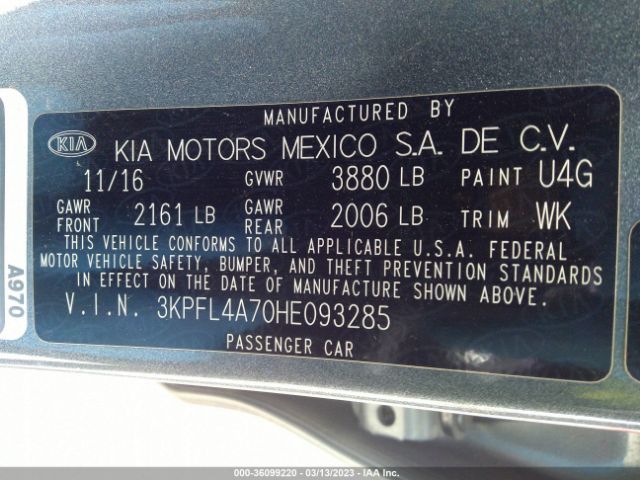 MANUFACTURED BY
KIA KIA MOTORS MEXICO S.A. DE C.V.
11/16 GVWR 3880 LB PAINT U4G
GAWR FRONT 2161 LB GAWR REAR 2006 LB TRIM WK
THIS VEHICLE CONFORMS TO ALL APPLICABLE U.S.A. FEDERAL
MOTOR VEHICLE SAFETY, BUMPER, AND THEFT PREVENTION STANDARDS
IN EFFECT ON THE DATE OF MANUFACTURE SHOWN ABOVE.
V.I.N. 3KPFL4A70HE093285
PASSENGER CAR
A970
000-36099220 - 03/13/2023 - IAA Inc.